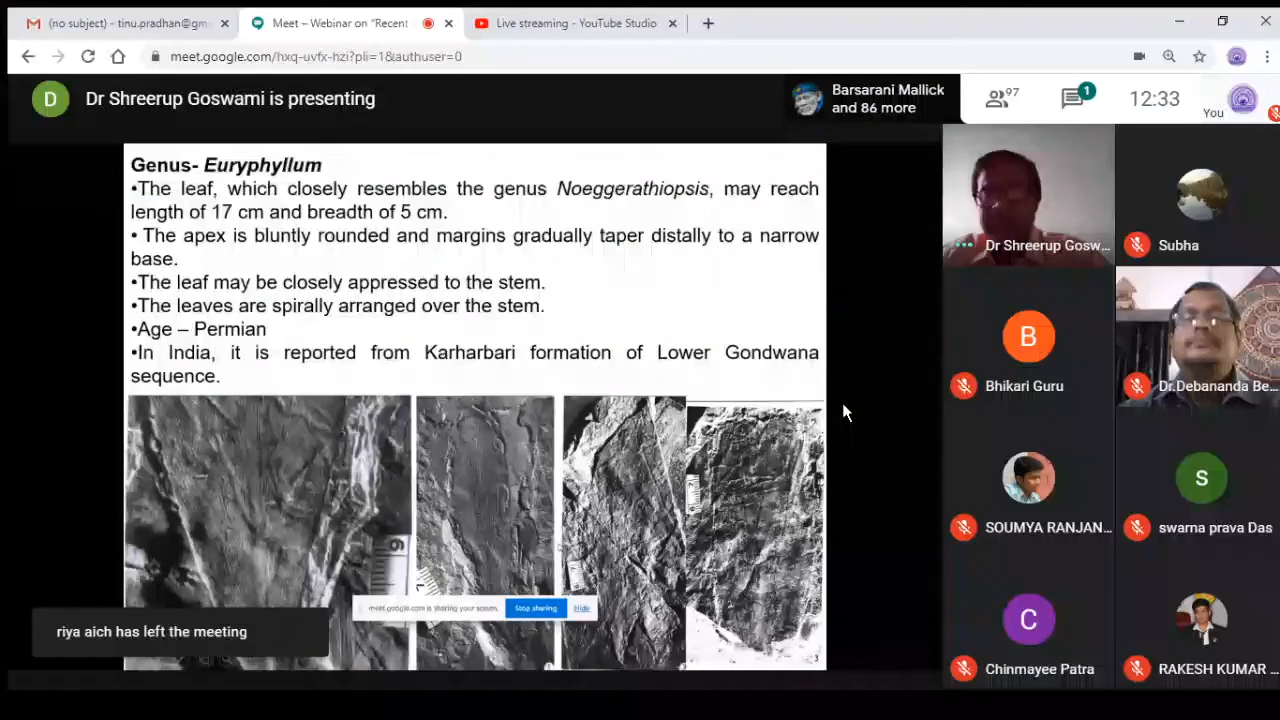 (no subject) - tinu.pradhan@gm
Meet – Webinar on "Recent
Live streaming - YouTube Studio
meet.google.com/hxq-uvfx-hzi?pli=1&authuser=0
D
Dr Shreerup Goswami is presenting
Barsarani Mallick
and 86 more
97
1
12:33
You
Genus- Euryphyllum
•The leaf, which closely resembles the genus Noeggerathiopsis, may reach
length of 17 cm and breadth of 5 cm.
• The apex is bluntly rounded and margins gradually taper distally to a narrow
base.
•The leaf may be closely appressed to the stem.
•The leaves are spirally arranged over the stem.
•Age – Permian
•In India, it is reported from Karharbari formation of Lower Gondwana
sequence.
meet.google.com is sharing your screen.
Stop sharing
Hide
3
riya aich has left the meeting
Dr Shreerup Gosw...
Subha
B
Bhikari Guru
Dr.Debananda Be...
SOUMYA RANJAN...
S
swarna prava Das
C
Chinmayee Patra
RAKESH KUMAR ...